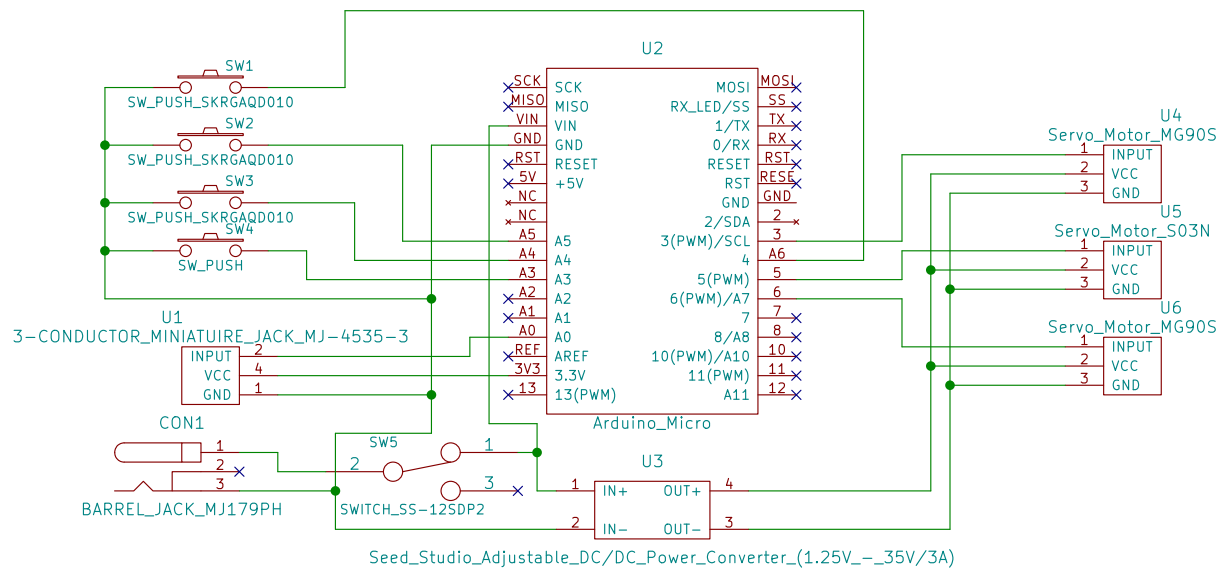 U2
SW1
SW_PUSH_SKRGAQD010
SW2
SW_PUSH_SKRGAQD010
SW3
SW_PUSH_SKRGAQD010
SW4
SW_PUSH
SCK SCK MOSI MOSI
MISO MISO RX_LED/SS SS
VIN VIN 1/TX TX
GND GND 0/RX RX
RST RESET RESET RST
5V +5V RST RESE
NC GND GND
NC 2/SDA 2
A5 A5 3(PWM)/SCL 3
A4 A4 4 A6
A3 A3 5(PWM) 5
A2 A2 6(PWM)/A7 6
A1 A1 7 7
A0 A0 8/A8 8
REF AREF 10(PWM)/A10 10
3V3 3.3V 11(PWM) 11
13 13(PWM) A11 12
Arduino_Micro
U4
Servo_Motor_MG90S
1 INPUT
2 VCC
3 GND
U5
Servo_Motor_S03N
1 INPUT
2 VCC
3 GND
U6
Servo_Motor_MG90S
1 INPUT
2 VCC
3 GND
U1
3-CONDUCTOR_MINIATUIRE_JACK_MJ-4535-3
INPUT 2
VCC 4
GND 1
CON1
1
2
3
BARREL_JACK_MJ179PH
SW5
1
2
3
SWITCH_SS-12SDP2
U3
1 IN+ OUT+ 4
2 IN- OUT- 3
Seed_Studio_Adjustable_DC/DC_Power_Converter_(1.25V_-_35V/3A)